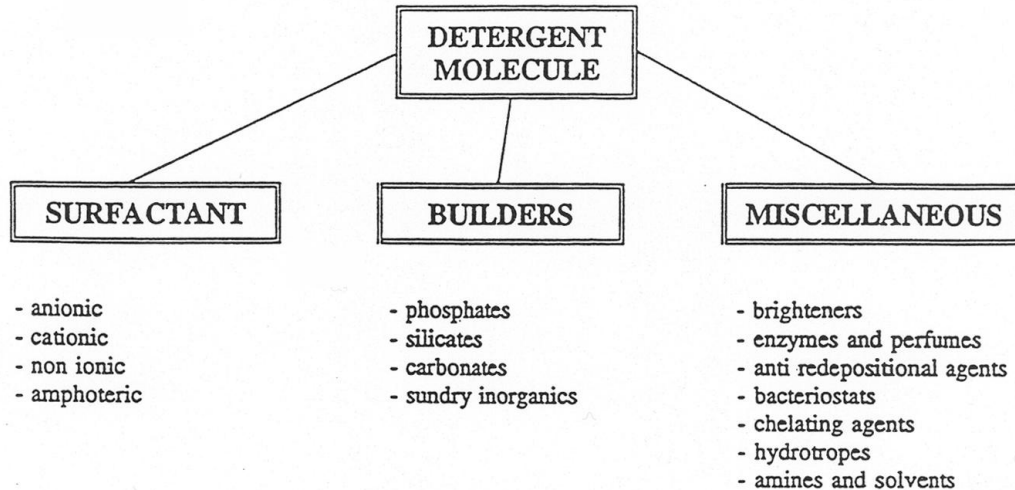 DETERGENT
MOLECULE
SURFACTANT
- anionic
- cationic
- non ionic
- amphoteric
BUILDERS
- phosphates
- silicates
- carbonates
- sundry inorganics
MISCELLANEOUS
- brighteners
- enzymes and perfumes
- anti redepositional agents
- bacteriostats
- chelating agents
- hydrotropes
- amines and solvents